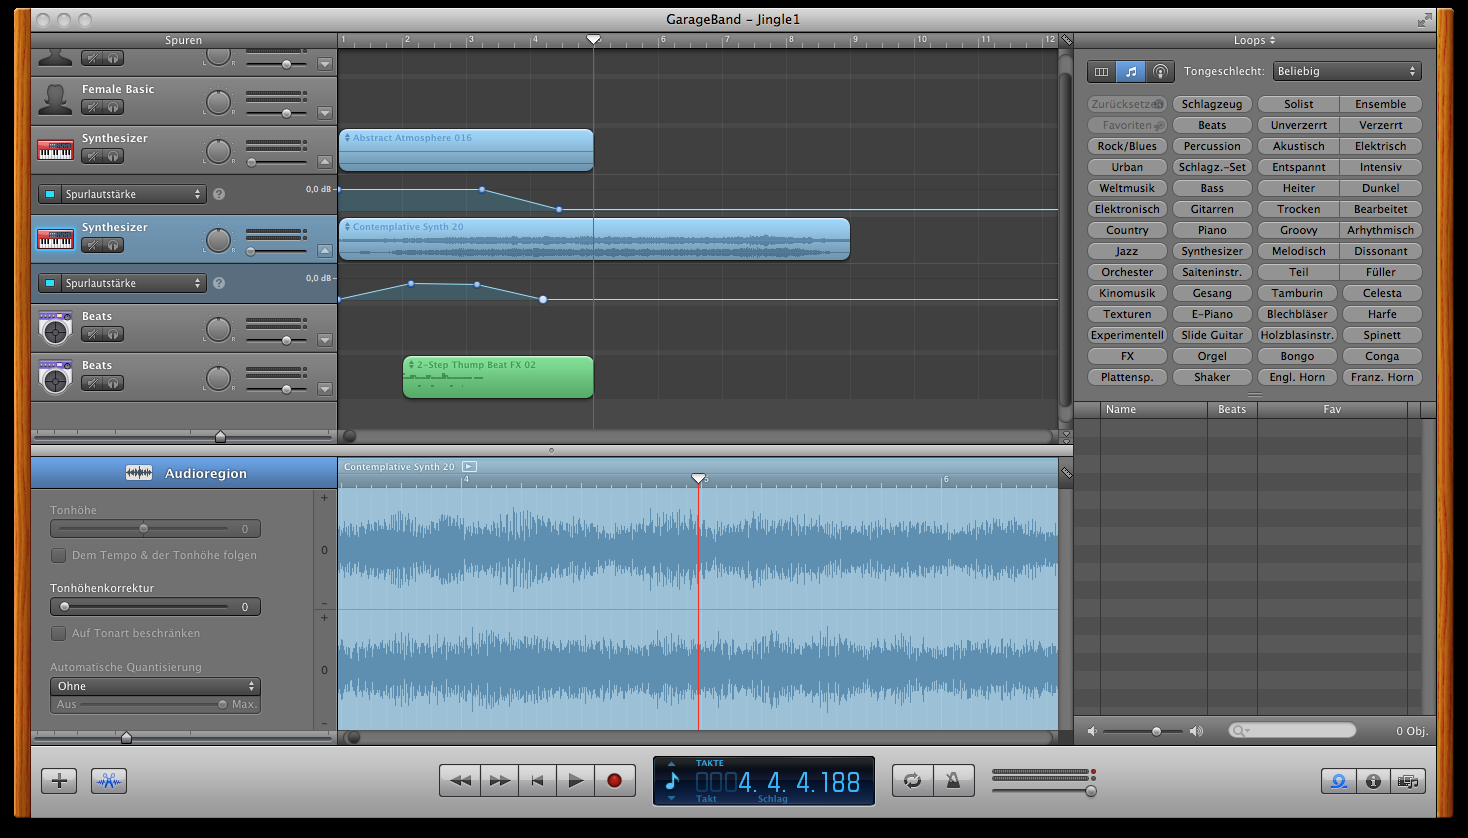 GarageBand – Jingle1
Spuren
1 2 3 4 6 7 8 9 10 11 12
Loops
L R
Female Basic
L R
Synthesizer
L R
Abstract Atmosphere 016
Spurlautstärke ? 0,0 dB
Synthesizer
L R
Contemplative Synth 20
Spurlautstärke ? 0,0 dB
Beats
L R
Beats
L R
2-Step Thump Beat FX 02
Tongeschlecht: Beliebig
Zurücksetzen Schlagzeug Solist Ensemble
Favoriten Beats Unverzerrt Verzerrt
Rock/Blues Percussion Akustisch Elektrisch
Urban Schlagz.-Set Entspannt Intensiv
Weltmusik Bass Heiter Dunkel
Elektronisch Gitarren Trocken Bearbeitet
Country Piano Groovy Arhythmisch
Jazz Synthesizer Melodisch Dissonant
Orchester Saiteninstr. Teil Füller
Kinomusik Gesang Tamburin Celesta
Texturen E-Piano Blechbläser Harfe
Experimentell Slide Guitar Holzblasinstr. Spinett
FX Orgel Bongo Conga
Plattensp. Shaker Engl. Horn Franz. Horn
Name Beats Fav
0 Obj.
Audioregion
Contemplative Synth 20
4 5 6
Tonhöhe
0
Dem Tempo & der Tonhöhe folgen
Tonhöhenkorrektur
0
Auf Tonart beschränken
Automatische Quantisierung
Ohne
Aus Max.
+
0
-
+
0
-
TAKTE
0004. 4. 4.188
Takt Schlag